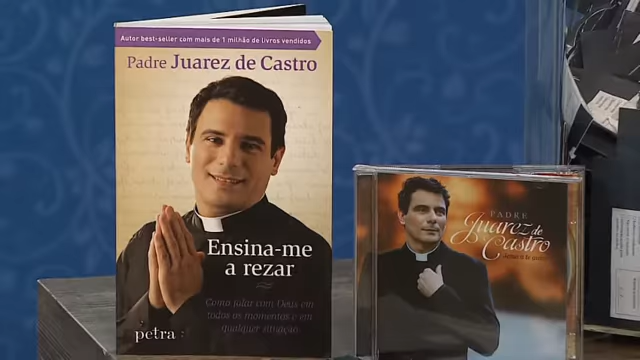 Autor best-seller com mais de 1 milhão de livros vendidos
Padre Juarez de Castro
Ensina-me
a rezar
Como falar com Deus em
todos os momentos e em
qualquer situação
petra
PADRE
Juarez de
Castro